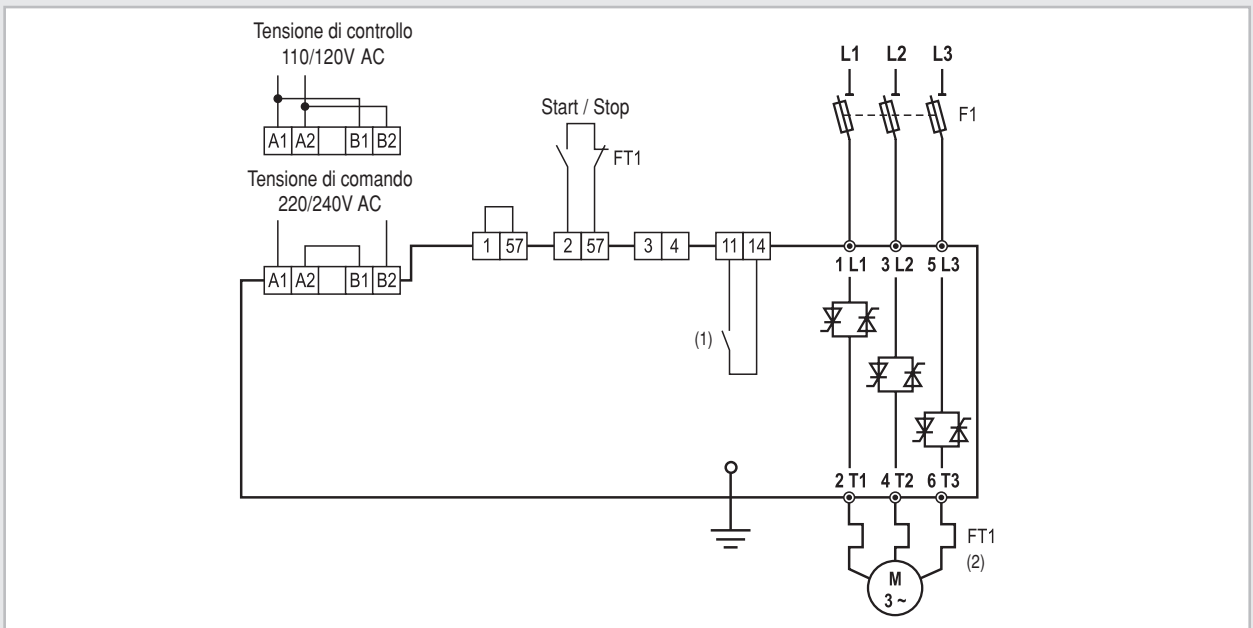 Tensione di controllo
110/120V AC
A1 A2 B1 B2
Tensione di comando
220/240V AC
A1 A2 B1 B2
Start / Stop
FT1
1 57
2 57
3 4
11 14
(1)
L1 L2 L3
F1
1 L1 3 L2 5 L3
2 T1 4 T2 6 T3
FT1
(2)
M
3 ~